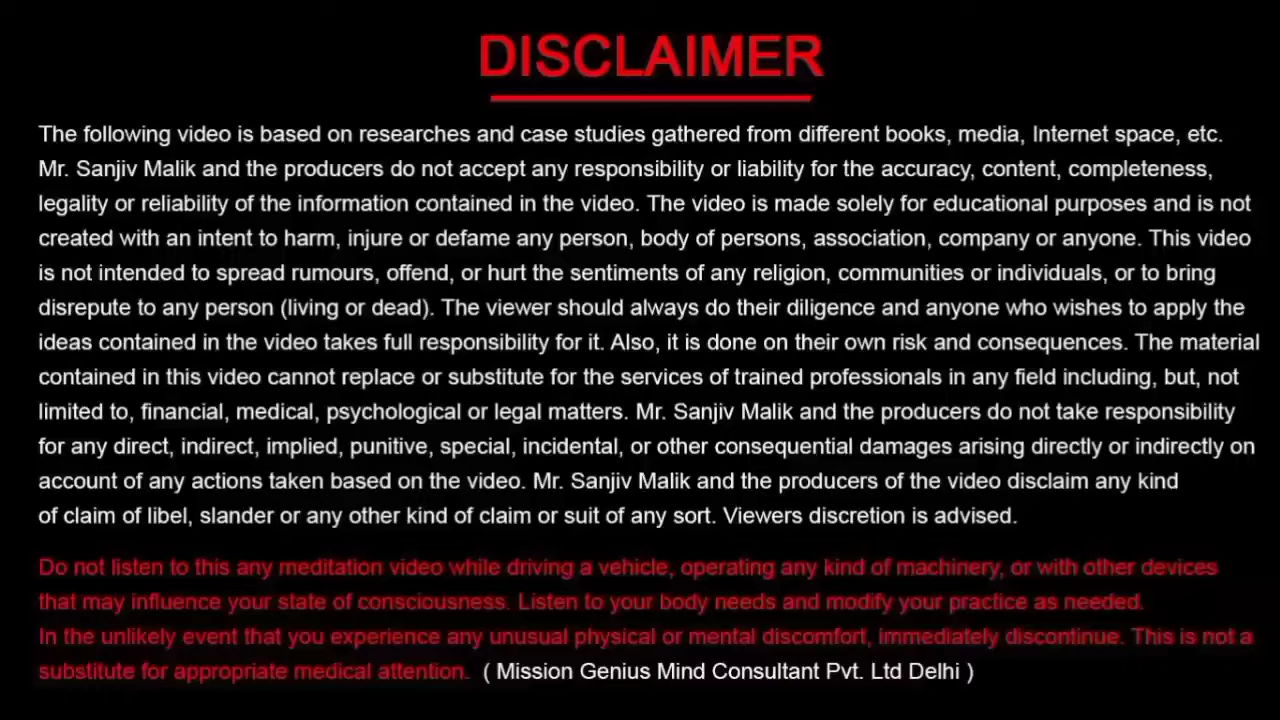 DISCLAIMER
The following video is based on researches and case studies gathered from different books, media, Internet space, etc.
Mr. Sanjiv Malik and the producers do not accept any responsibility or liability for the accuracy, content, completeness,
legality or reliability of the information contained in the video. The video is made solely for educational purposes and is not
created with an intent to harm, injure or defame any person, body of persons, association, company or anyone. This video
is not intended to spread rumours, offend, or hurt the sentiments of any religion, communities or individuals, or to bring
disrepute to any person (living or dead). The viewer should always do their diligence and anyone who wishes to apply the
ideas contained in the video takes full responsibility for it. Also, it is done on their own risk and consequences. The material
contained in this video cannot replace or substitute for the services of trained professionals in any field including, but, not
limited to, financial, medical, psychological or legal matters. Mr. Sanjiv Malik and the producers do not take responsibility
for any direct, indirect, implied, punitive, special, incidental, or other consequential damages arising directly or indirectly on
account of any actions taken based on the video. Mr. Sanjiv Malik and the producers of the video disclaim any kind
of claim of libel, slander or any other kind of claim or suit of any sort. Viewers discretion is advised.
Do not listen to this any meditation video while driving a vehicle, operating any kind of machinery, or with other devices
that may influence your state of consciousness. Listen to your body needs and modify your practice as needed.
In the unlikely event that you experience any unusual physical or mental discomfort, immediately discontinue. This is not a
substitute for appropriate medical attention. ( Mission Genius Mind Consultant Pvt. Ltd Delhi )